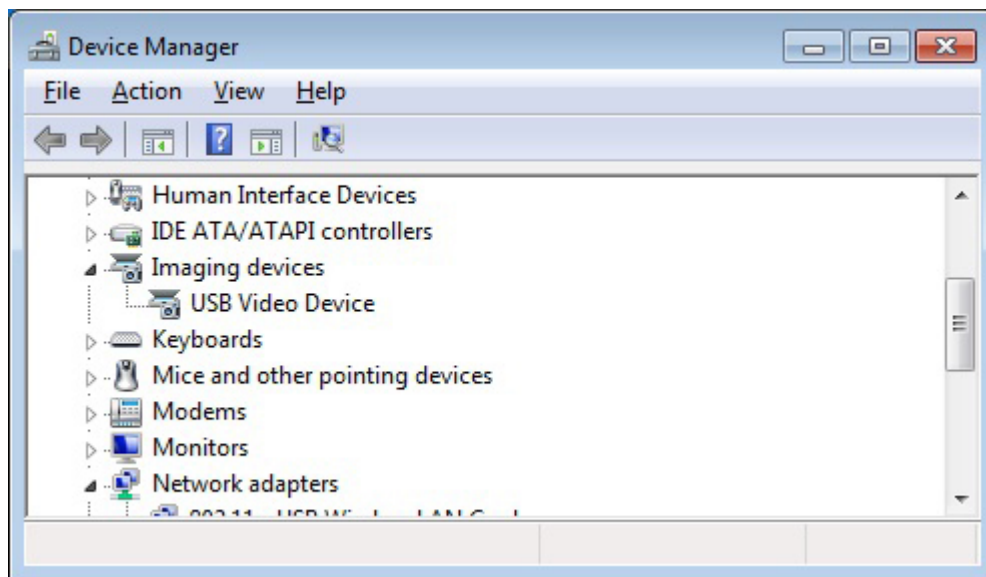 Device Manager
File Action View Help
Human Interface Devices
IDE ATA/ATAPI controllers
Imaging devices
USB Video Device
Keyboards
Mice and other pointing devices
Modems
Monitors
Network adapters